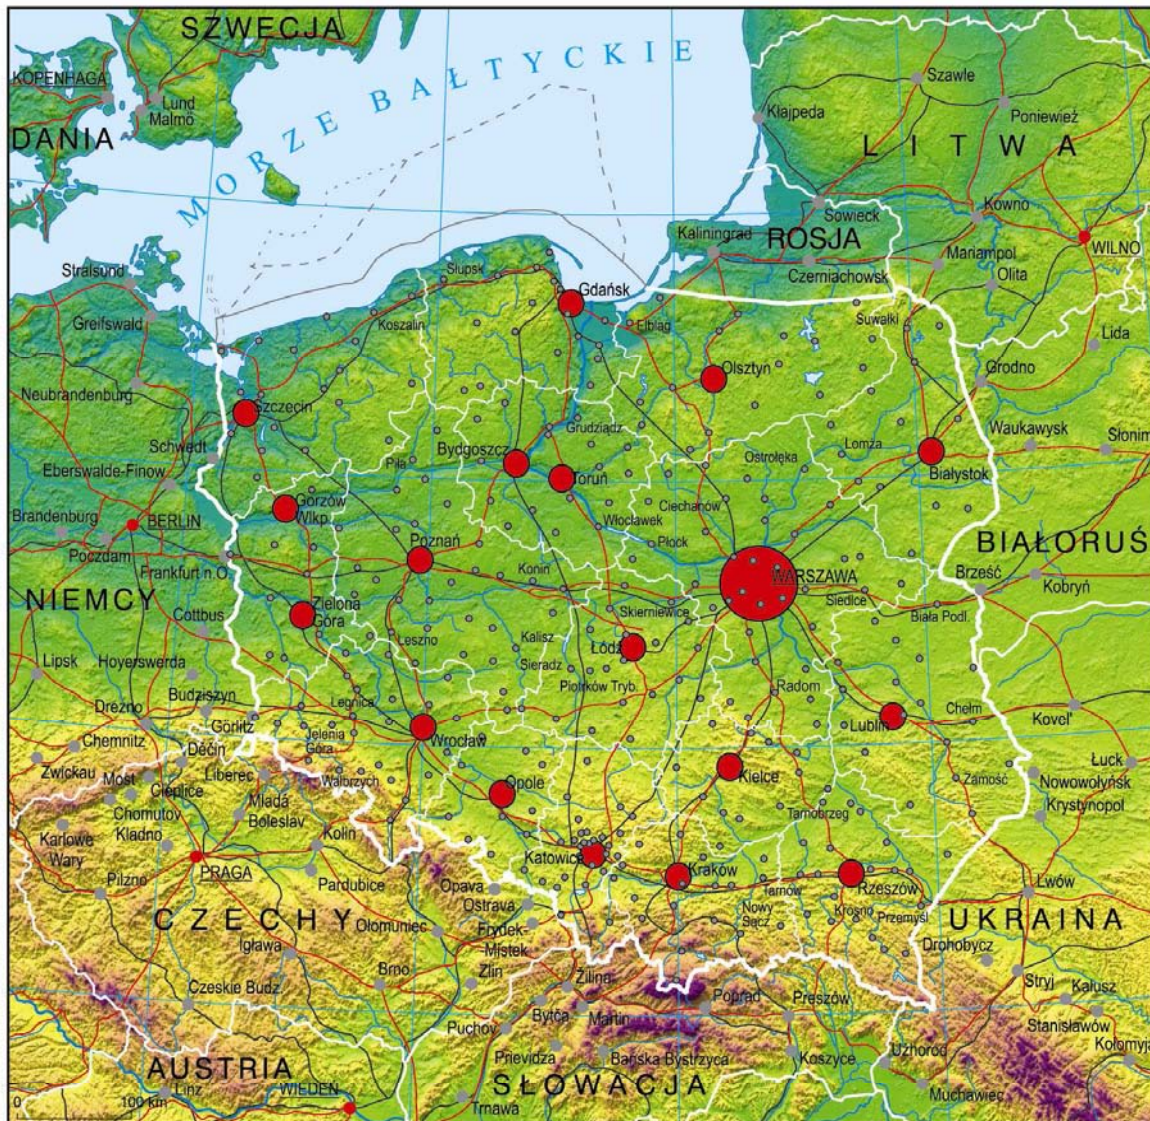 SZWECJA
KOPENHAGA
Lund
Malmö
DANIA
MORZE BAŁTYCKIE
Szawle
Kłajpeda
Poniewież
LITWA
Sowieck
Kowno
Kaliningrad
ROSJA
WILNO
Mariampol
Czerniachowsk
Olita
Stralsund
Słupsk
Gdańsk
Greifswald
Koszalin
Elbląg
Suwałki
Lida
Grodno
Olsztyn
Neubrandenburg
Szczecin
Grudziądz
Schwedt
Bydgoszcz
Piła
Ostrołęka
Łomża
Waukawysk
Słonim
Białystok
Eberswalde-Finow
Toruń
Gorzów
Wlkp.
Ciechanów
Włocławek
Brandenburg
BERLIN
Poczdam
Poznań
Płock
BIAŁORUŚ
Frankfurt n.O.
Konin
WARSZAWA
Brześć
Kobryń
NIEMCY
Zielona
Góra
Skierniewice
Siedlce
Biała Podl.
Cottbus
Leszno
Kalisz
Łódź
Sieradz
Lipsk
Hoyerswerda
Piotrków Tryb.
Radom
Budziszyn
Legnica
Drezno
Görlitz
Lublin
Chełm
Kovel'
Chemnitz
Děčín
Jelenia
Góra
Wrocław
Zwickau
Most
Liberec
Wałbrzych
Kielce
Łuck
Cieplice
Opole
Zamość
Nowowołyńsk
Chomutov
Mladá
Boleslav
Tarnobrzeg
Krystynopol
Karlowe
Wary
Kladno
Kolin
Katowice
PRAGA
Kraków
Rzeszów
Pilzno
Pardubice
Opava
Tarnów
Lwów
Ostrava
Nowy
Sącz
Krosno
Przemyśl
UKRAINA
CZECHY
Ołomuniec
Frydek-
-Mistek
Drohobycz
Igława
Brno
Zlin
Žilina
Stryj
Czeskie Budz.
Bytča
Martin
Poprad
Preszów
Kałusz
Puchov
Stanisławów
Prievidza
Bańska Bystrzyca
Koszyce
Użhorod
Kołomyja
AUSTRIA
SŁOWACJA
Linz
WIEDEŃ
Trnawa
Muchawiec
0 100 km